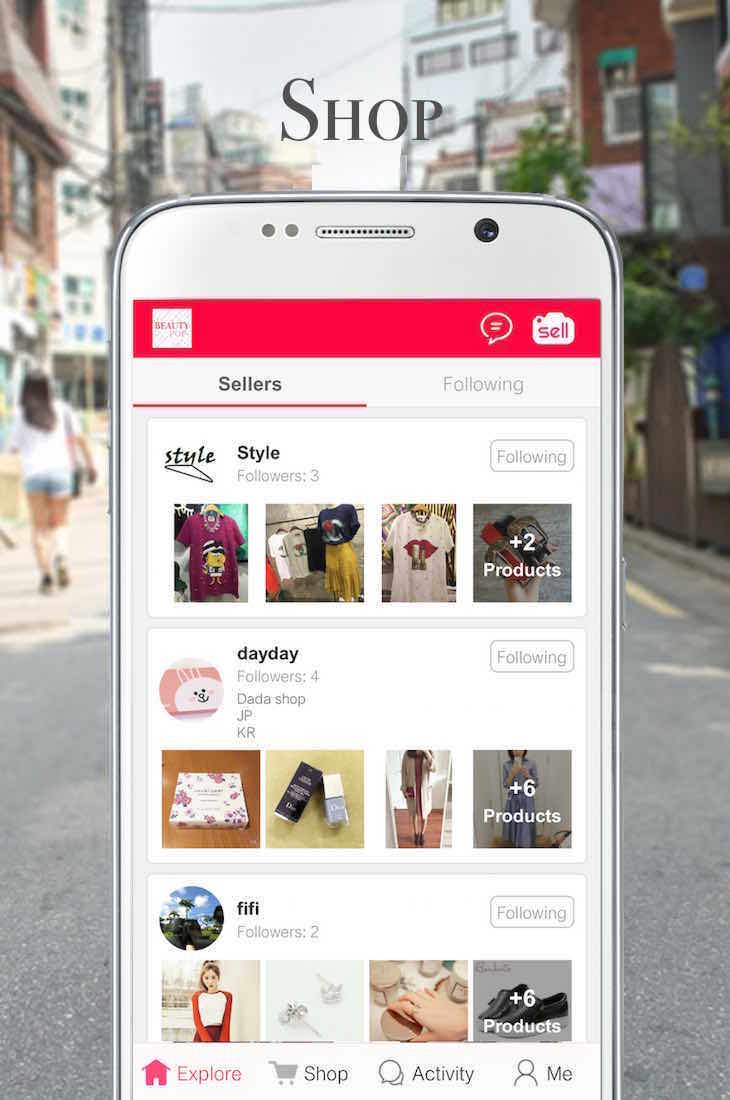 Shop
BEAUTY
POP
sell
Sellers
Following
style
Style
Followers: 3
Following
+2
Products
dayday
Followers: 4
Following
Dada shop
JP
KR
Dior
+6
Products
fifi
Followers: 2
Following
+6
Products
Explore
Shop
Activity
Me